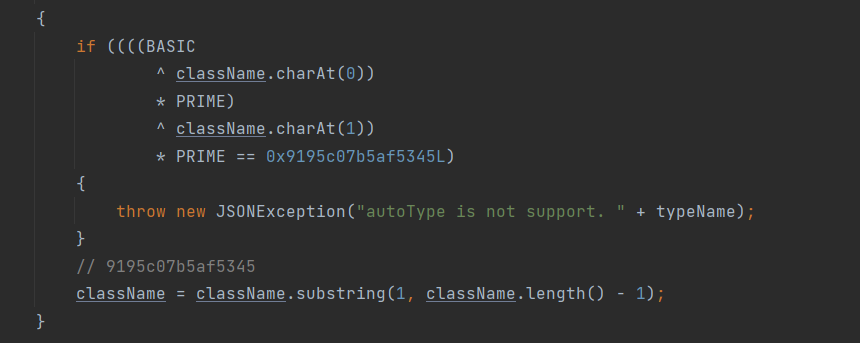 {
if ((((BASIC
^ className.charAt(0))
* PRIME)
^ className.charAt(1))
* PRIME == 0x9195c07b5af5345L)
{
throw new JSONException("autoType is not support. " + typeName);
}
// 9195c07b5af5345
className = className.substring(1, className.length() - 1);
}